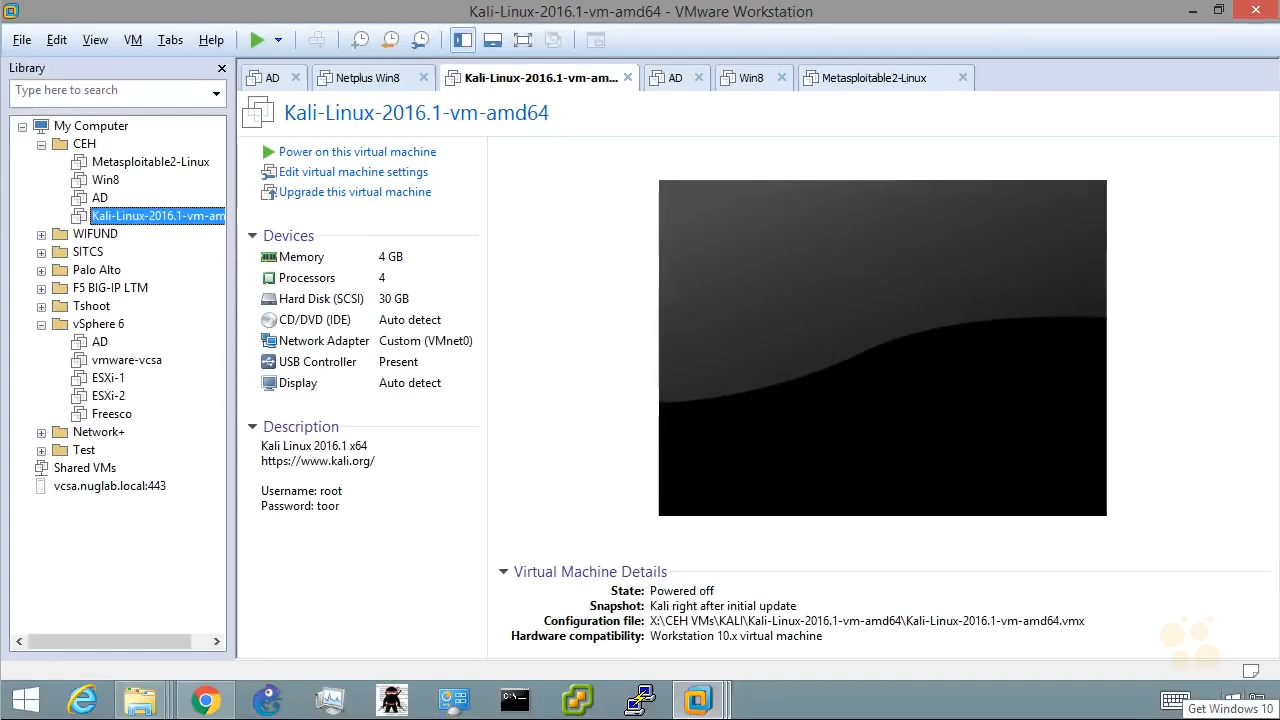 Kali-Linux-2016.1-vm-amd64 - VMware Workstation
File Edit View VM Tabs Help
Library
Type here to search
My Computer
CEH
Metasploitable2-Linux
Win8
AD
Kali-Linux-2016.1-vm-am
WIFUND
SITCS
Palo Alto
F5 BIG-IP LTM
Tshoot
vSphere 6
AD
vmware-vcsa
ESXi-1
ESXi-2
Freesco
Network+
Test
Shared VMs
vcsa.nuglab.local:443
AD Netplus Win8 Kali-Linux-2016.1-vm-am... AD Win8 Metasploitable2-Linux
Kali-Linux-2016.1-vm-amd64
Power on this virtual machine
Edit virtual machine settings
Upgrade this virtual machine
Devices
Memory 4 GB
Processors 4
Hard Disk (SCSI) 30 GB
CD/DVD (IDE) Auto detect
Network Adapter Custom (VMnet0)
USB Controller Present
Display Auto detect
Description
Kali Linux 2016.1 x64
https://www.kali.org/
Username: root
Password: toor
Virtual Machine Details
State: Powered off
Snapshot: Kali right after initial update
Configuration file: X:\CEH VMs\KALI\Kali-Linux-2016.1-vm-amd64\Kali-Linux-2016.1-vm-amd64.vmx
Hardware compatibility: Workstation 10.x virtual machine
Get Windows 10